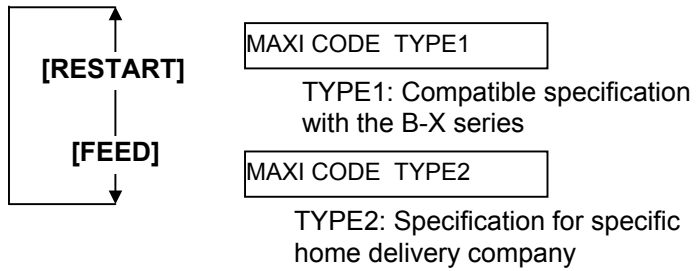 [RESTART]
MAXI CODE TYPE1
TYPE1: Compatible specification
with the B-X series
[FEED]
MAXI CODE TYPE2
TYPE2: Specification for specific
home delivery company